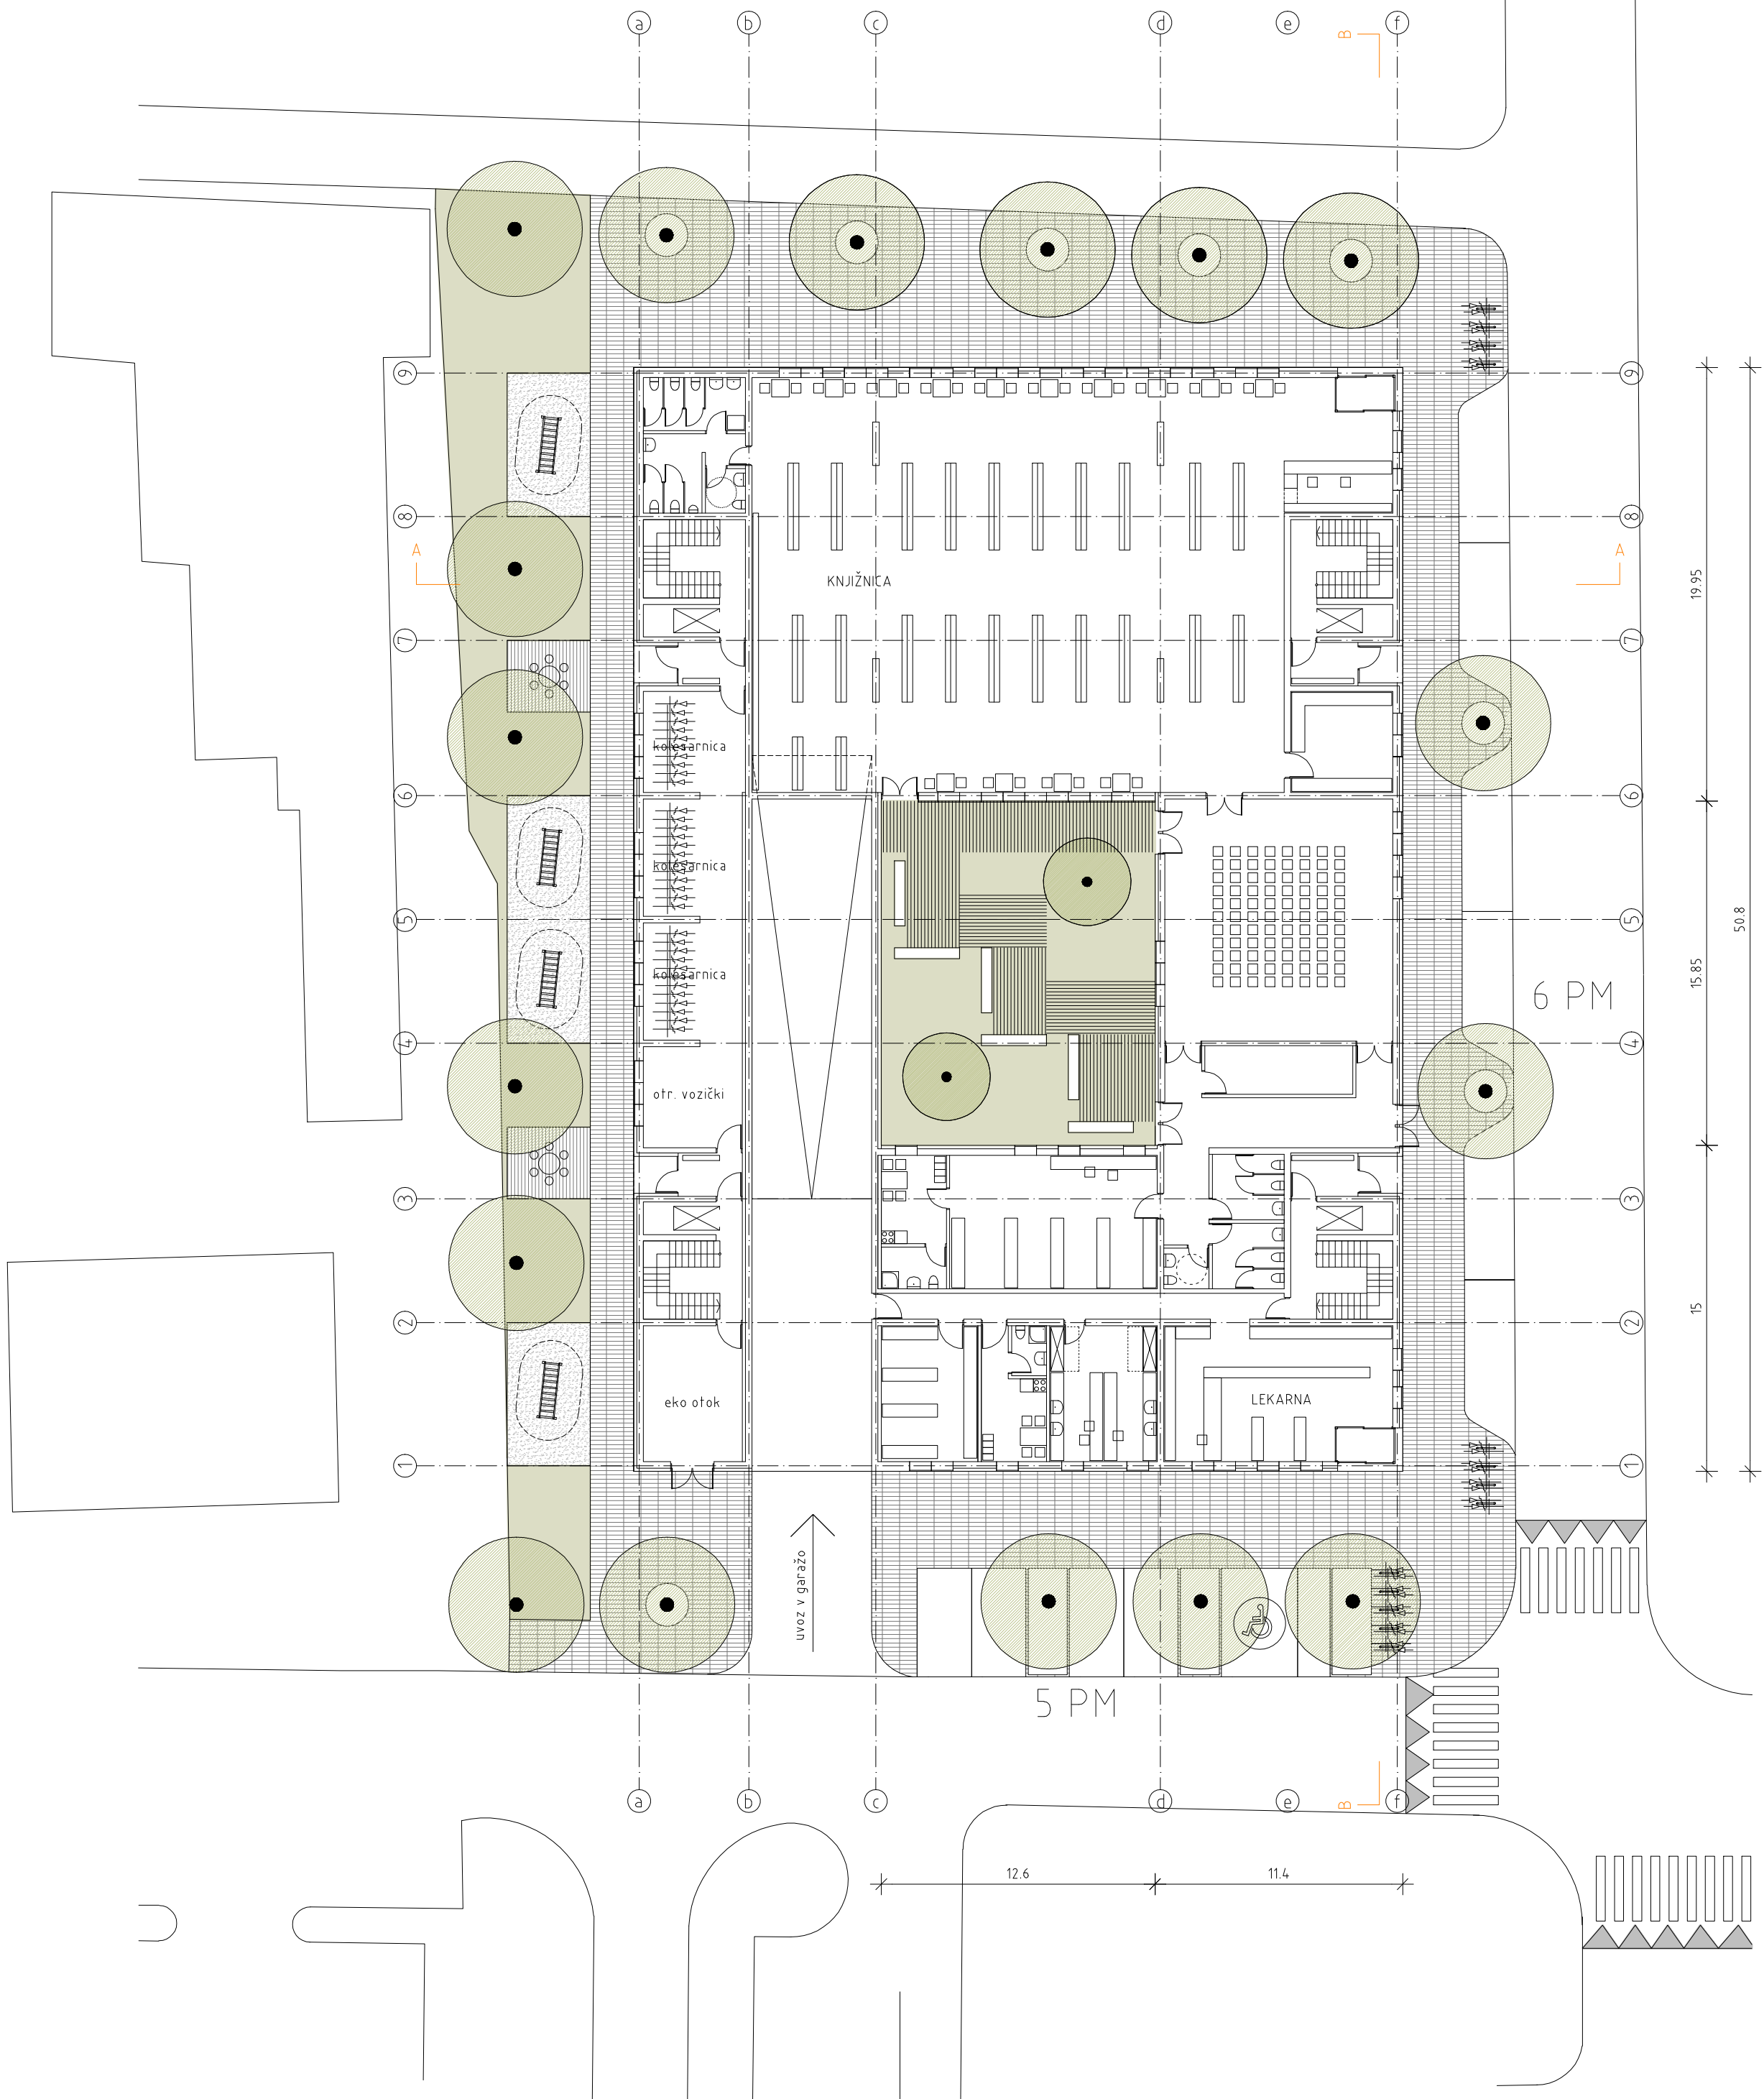 a b c d e f
B
9 9
8 8
A A
KNJIŽNICA
19.95
7 7
kolesarnica
6 6
kolesarnica
5 5
50.8
kolesarnica
15.85
6 PM
4 4
otr. vozički
3 3
15
2 2
eko otok
LEKARNA
1 1
uvoz v garažo
5 PM
B
a b c d e f
12.6 11.4